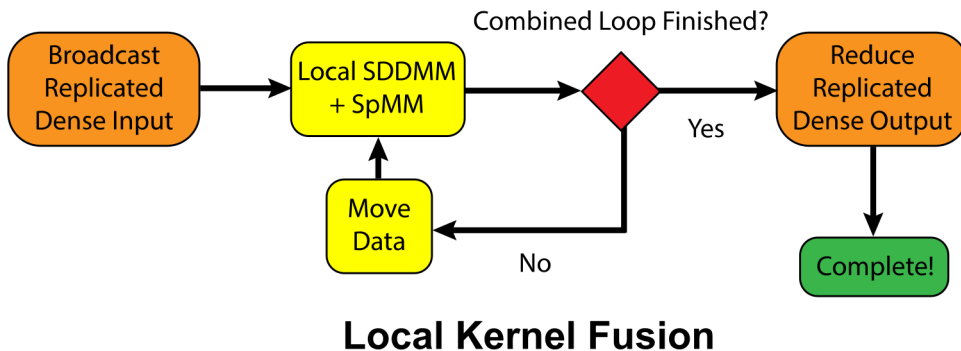 Combined Loop Finished?
Broadcast
Replicated
Dense Input
Local SDDMM
+ SpMM
Reduce
Replicated
Dense Output
Yes
Move
Data
No
Complete!
Local Kernel Fusion